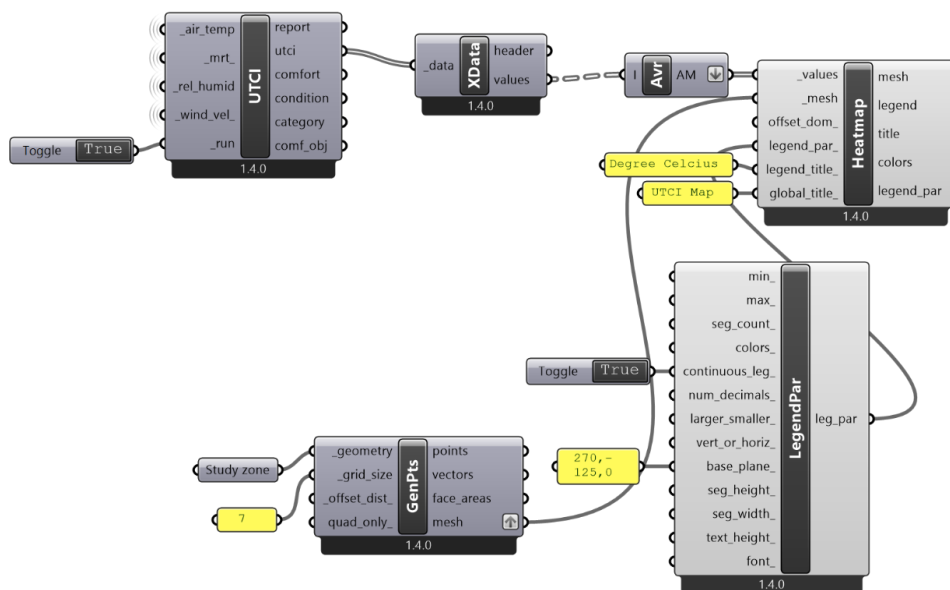 _air_temp
_mrt_
_rel_humid
_wind_vel_
_run
UTCI
report
utci
comfort
condition
category
comf_obj
1.4.0
Toggle True
_data
XData
header
values
1.4.0
I
Avr
AM
_values
_mesh
offset_dom_
legend_par_
legend_title_
global_title_
Heatmap
mesh
legend
title
colors
legend_par
1.4.0
Degree Celcius
UTCI Map
min_
max_
seg_count_
colors_
continuous_leg_
num_decimals_
larger_smaller_
vert_or_horiz_
base_plane_
seg_height_
seg_width_
text_height_
font_
LegendPar
leg_par
1.4.0
Toggle True
270,-
125,0
Study zone
7
_geometry
_grid_size
_offset_dist_
quad_only_
GenPts
points
vectors
face_areas
mesh
1.4.0